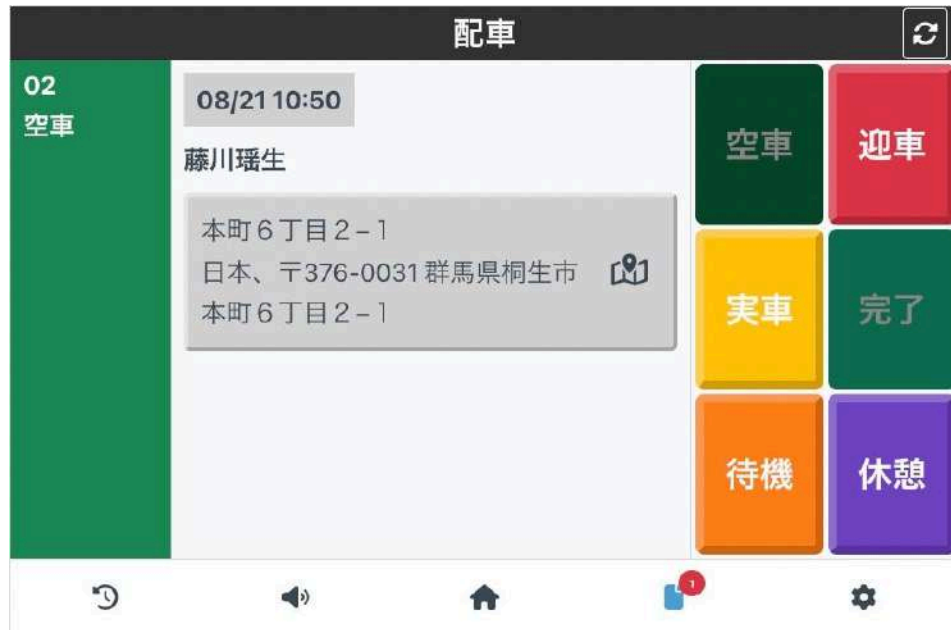 配車
02
空車
08/21 10:50
藤川瑶生
本町6丁目2−1
日本、〒376-0031 群馬県桐生市
本町6丁目2−1
空車
迎車
実車
完了
待機
休憩
1